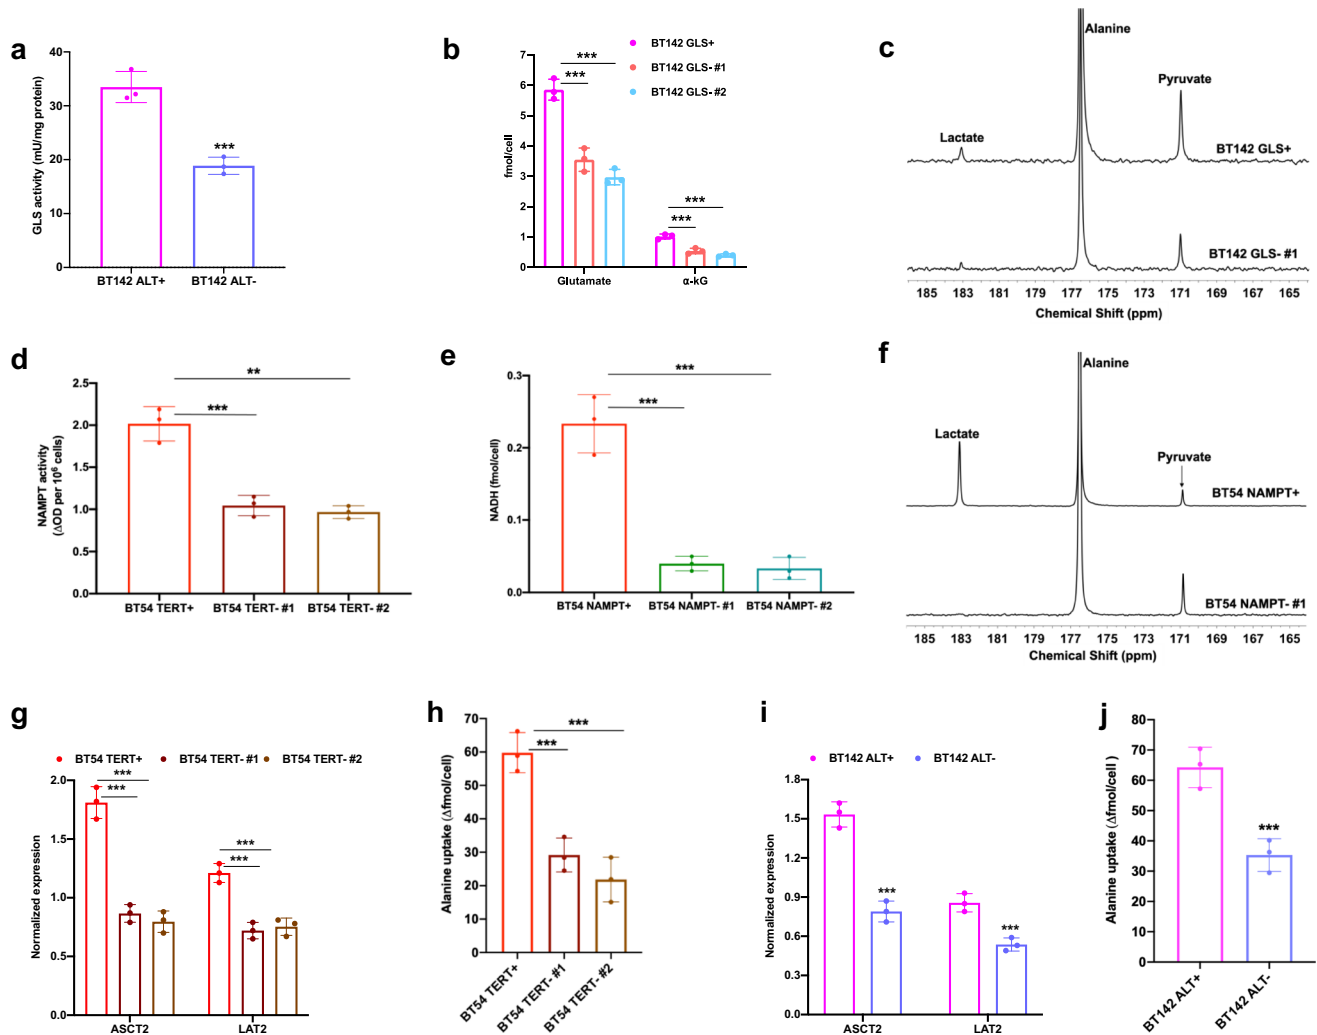 a
GLS activity (mU/mg protein)
40
30
20
10
0
***
BT142 ALT+
BT142 ALT-
b
BT142 GLS+
BT142 GLS- #1
BT142 GLS- #2
fmol/cell
7
6
5
4
3
2
1
0
***
***
***
***
Glutamate
α-kG
c
Alanine
Pyruvate
Lactate
BT142 GLS+
BT142 GLS- #1
185 183 181 179 177 175 173 171 169 167 165
Chemical Shift (ppm)
d
NAMPT activity
(ΔOD per 10⁶ cells)
2.5
2.0
1.5
1.0
0.5
0.0
**
***
BT54 TERT+
BT54 TERT- #1
BT54 TERT- #2
e
NADH (fmol/cell)
0.3
0.2
0.1
0.0
***
***
BT54 NAMPT+
BT54 NAMPT- #1
BT54 NAMPT- #2
f
Alanine
Lactate
Pyruvate
BT54 NAMPT+
BT54 NAMPT- #1
185 183 181 179 177 175 173 171 169 167 165
Chemical Shift (ppm)
g
BT54 TERT+
BT54 TERT- #1
BT54 TERT- #2
Normalized expression
2.0
1.5
1.0
0.5
0.0
***
***
***
***
ASCT2
LAT2
h
Alanine uptake (Δfmol/cell)
70
60
50
40
30
20
10
0
***
***
BT54 TERT+
BT54 TERT- #1
BT54 TERT- #2
i
BT142 ALT+
BT142 ALT-
Normalized expression
1.8
1.5
1.2
0.9
0.6
0.3
0.0
***
***
ASCT2
LAT2
j
Alanine uptake (Δfmol/cell )
80
70
60
50
40
30
20
10
0
***
BT142 ALT+
BT142 ALT-